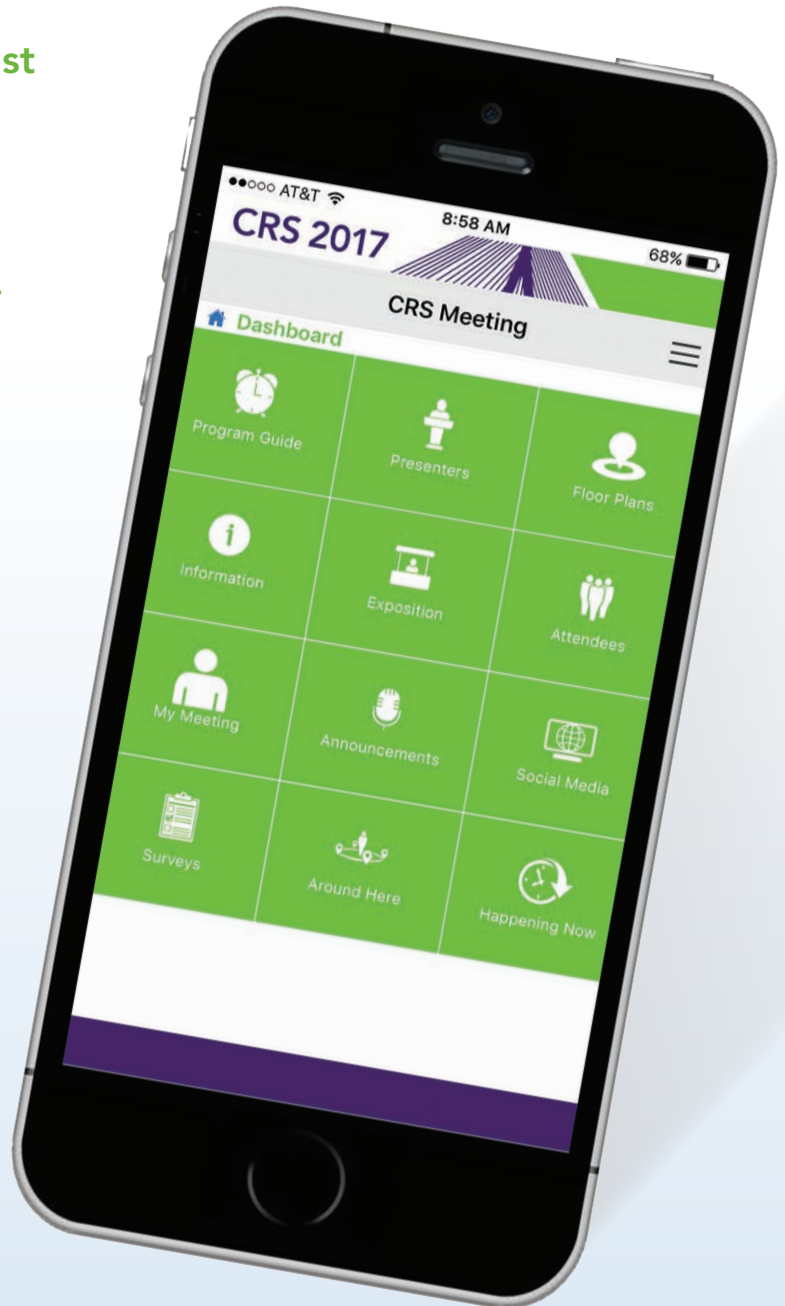 st
.
AT&T 8:58 AM 68%
CRS 2017
CRS Meeting
Dashboard
Program Guide
Presenters
Floor Plans
Information
Exposition
Attendees
My Meeting
Announcements
Social Media
Surveys
Around Here
Happening Now